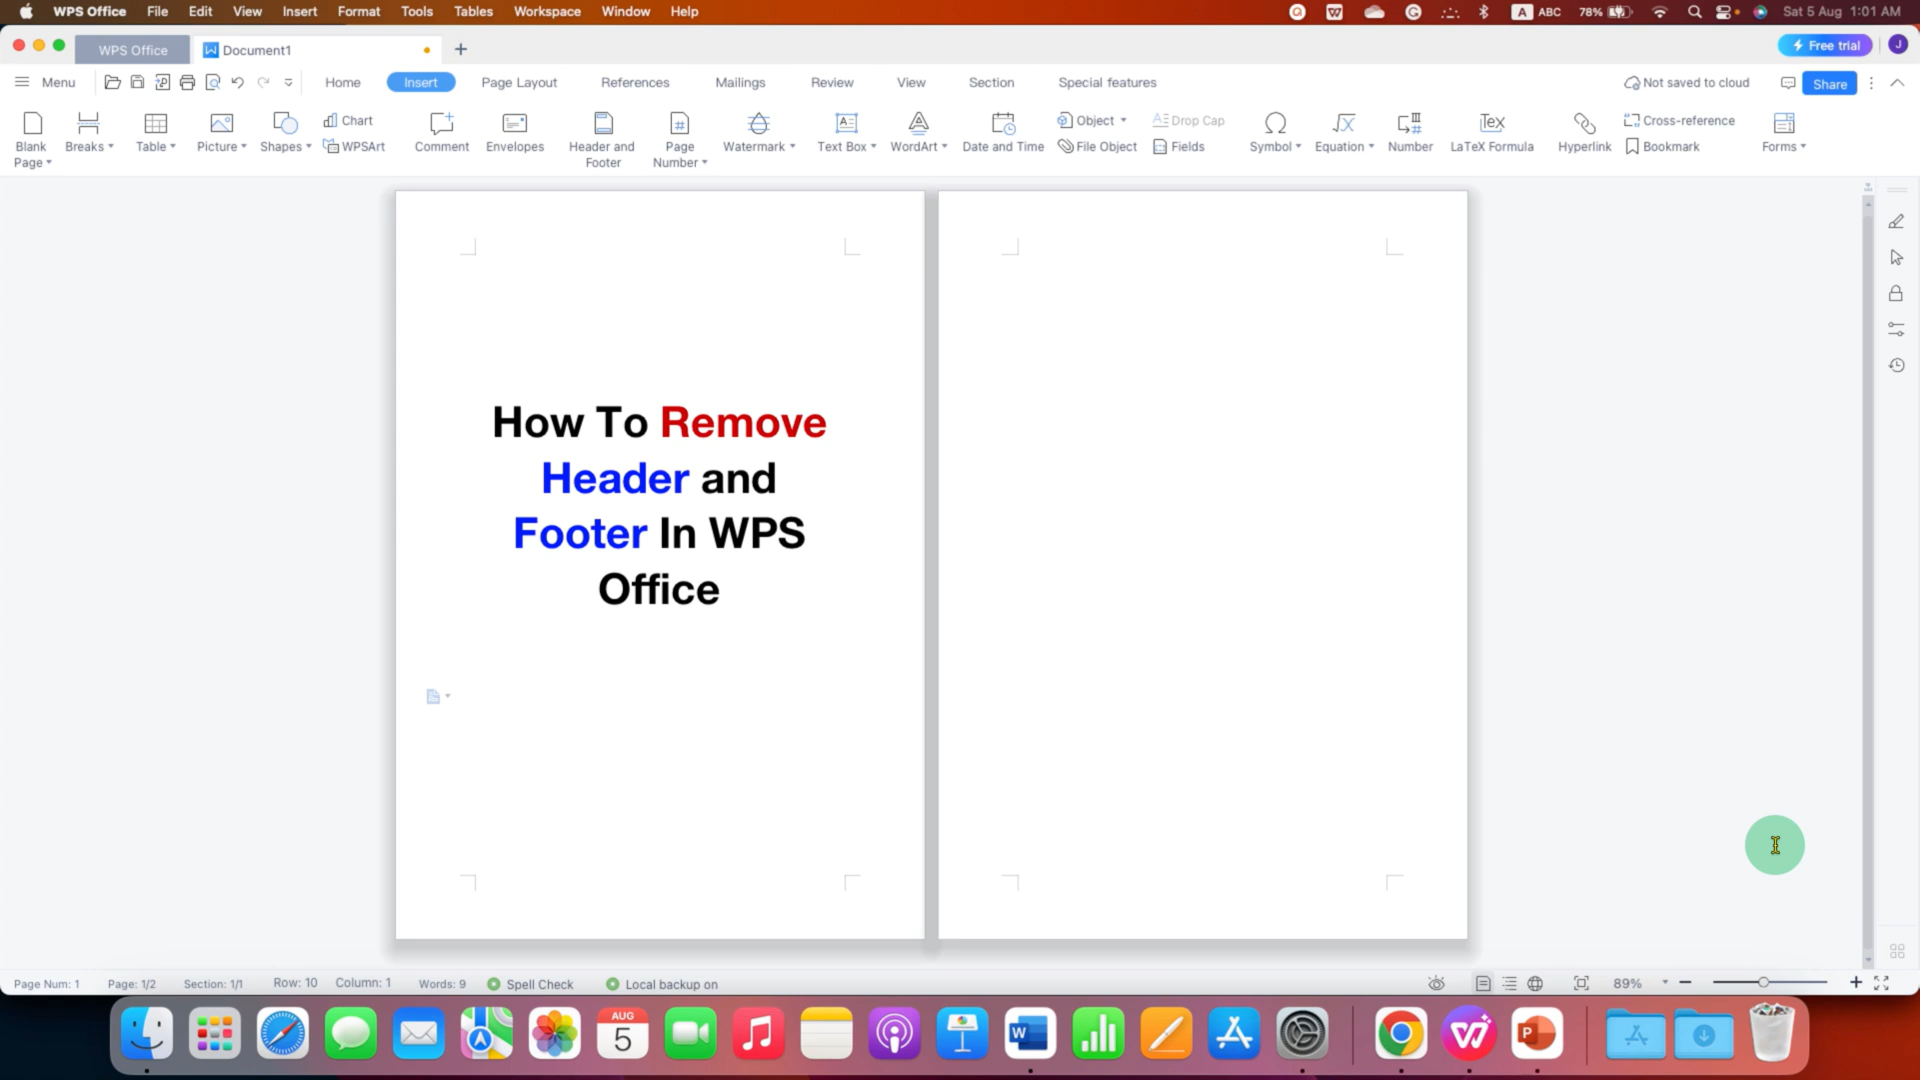 WPS Office File Edit View Insert Format Tools Tables Workspace Window Help A ABC 78% Sat 5 Aug 1:01 AM
WPS Office Document1 + Free trial J
Menu Home Insert Page Layout References Mailings Review View Section Special features Not saved to cloud Share
Blank Page Breaks Table Picture Shapes Chart WPSArt Comment Envelopes Header and Footer Page Number Watermark Text Box WordArt Date and Time Object File Object Drop Cap Fields Symbol Equation Number LaTeX Formula Hyperlink Cross-reference Bookmark Forms
How To Remove
Header and
Footer In WPS
Office
Page Num: 1 Page: 1/2 Section: 1/1 Row: 10 Column: 1 Words: 9 Spell Check Local backup on 89%
AUG
5